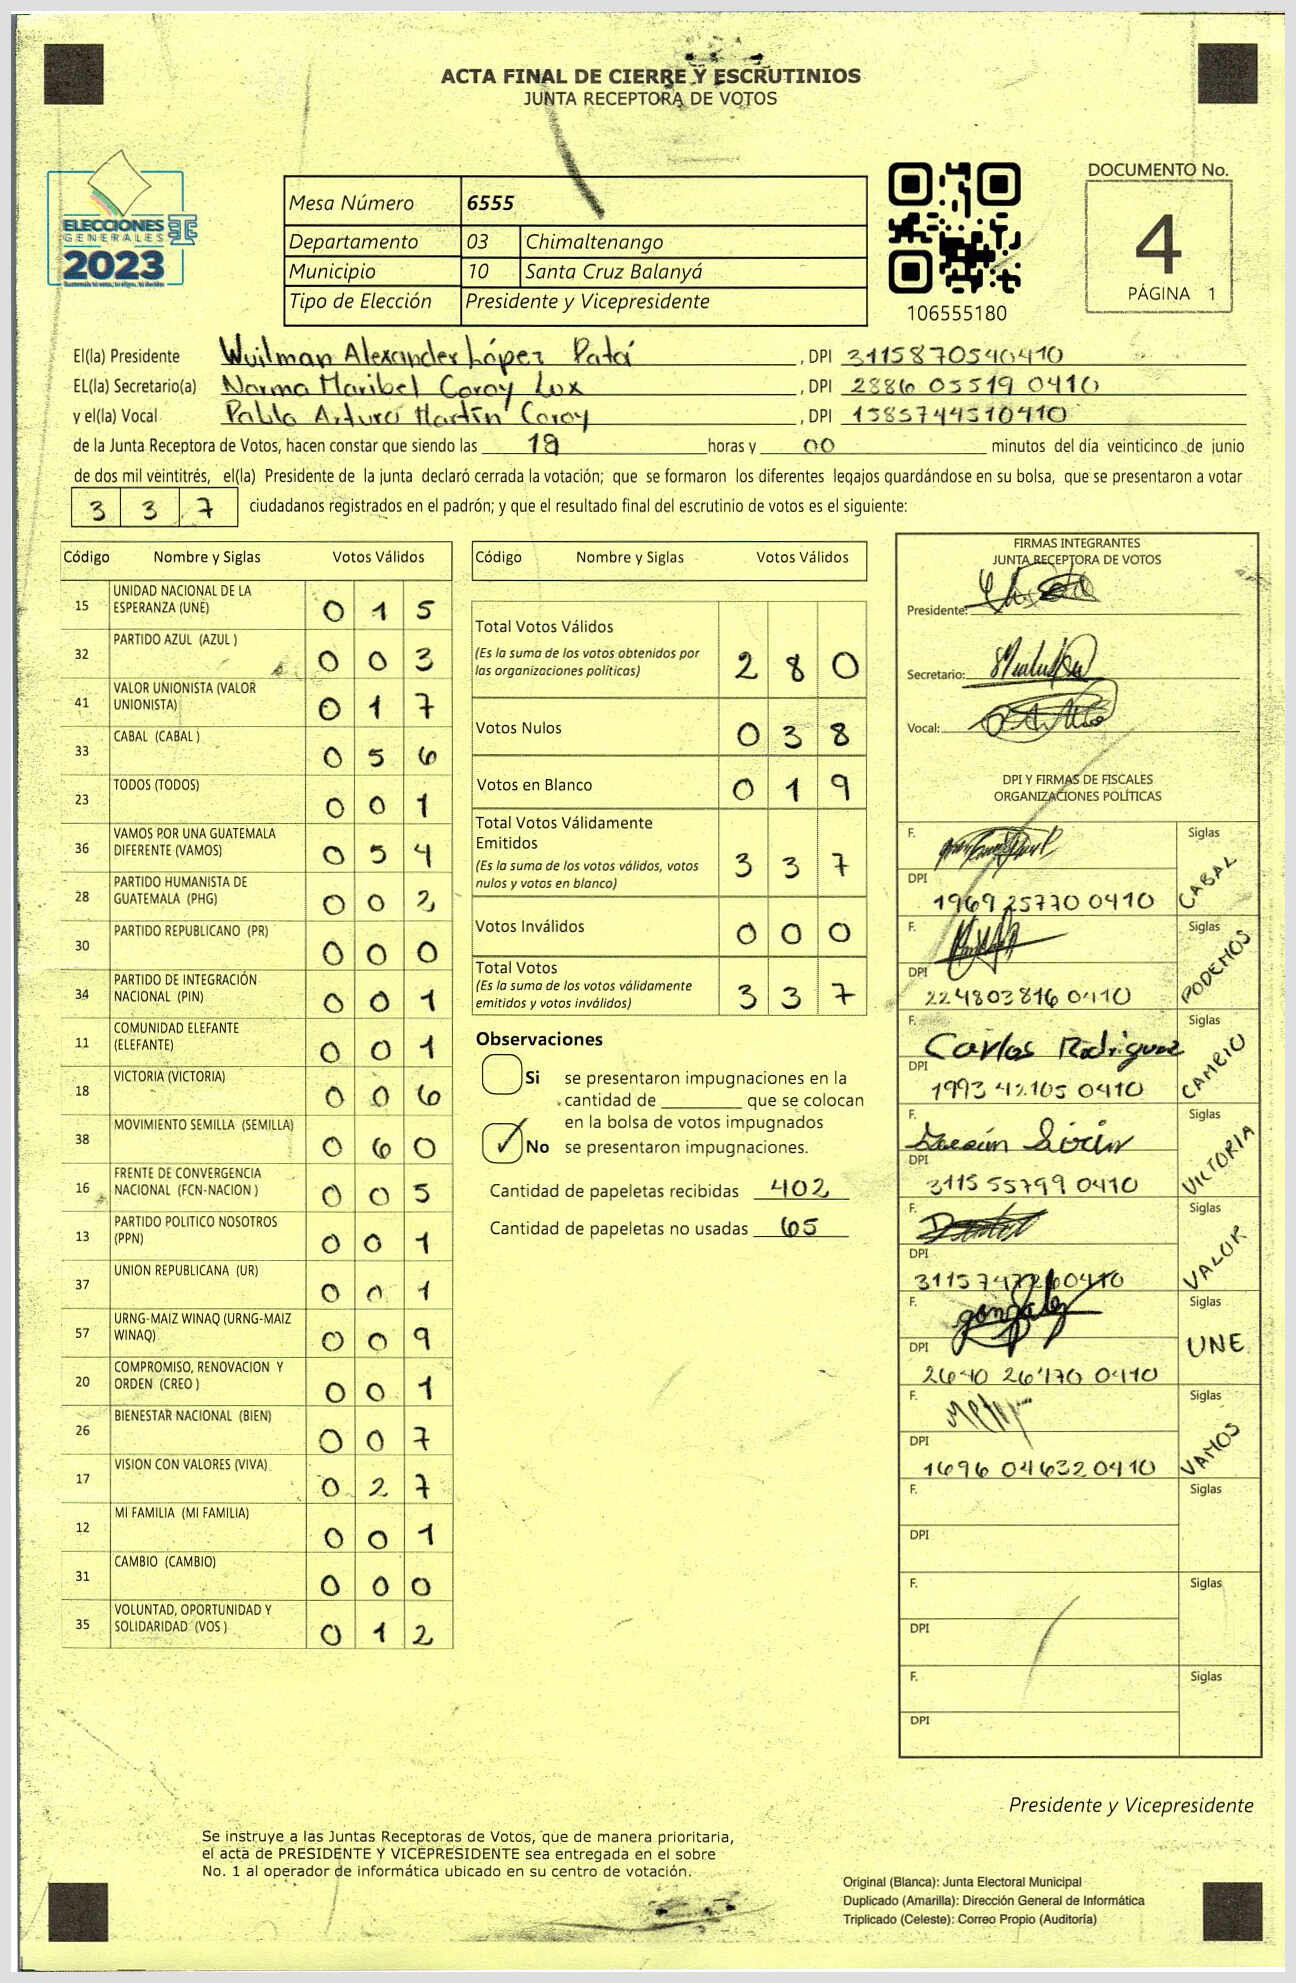 ACTA FINAL DE CIERRE Y ESCRUTINIOS
JUNTA RECEPTORA DE VOTOS
ELECCIONES
GENERALES
2023
Mesa Número 6555
Departamento 03 Chimaltenango
Municipio 10 Santa Cruz Balanyá
Tipo de Elección Presidente y Vicepresidente
106555180
DOCUMENTO No.
4
PÁGINA 1
El(la) Presidente Wuilman Alexander López Patá, DPI 3115870540410
EL(la) Secretario(a) Norma Maribel Coroy Lux, DPI 2886 05519 0410
y el(la) Vocal Pablo Arturo Martín Coroy, DPI 1585744510410
de la Junta Receptora de Votos, hacen constar que siendo las 18 horas y 00 minutos del día veinticinco de junio
de dos mil veintitrés, el(la) Presidente de la junta declaró cerrada la votación; que se formaron los diferentes legajos guardándose en su bolsa, que se presentaron a votar
337 ciudadanos registrados en el padrón; y que el resultado final del escrutinio de votos es el siguiente:
Código Nombre y Siglas Votos Válidos
15 UNIDAD NACIONAL DE LA ESPERANZA (UNE) 0 1 5
32 PARTIDO AZUL (AZUL ) 0 0 3
41 VALOR UNIONISTA (VALOR UNIONISTA) 0 1 7
33 CABAL (CABAL ) 0 5 6
23 TODOS (TODOS) 0 0 1
36 VAMOS POR UNA GUATEMALA DIFERENTE (VAMOS) 0 5 4
28 PARTIDO HUMANISTA DE GUATEMALA (PHG) 0 0 2
30 PARTIDO REPUBLICANO (PR) 0 0 0
34 PARTIDO DE INTEGRACIÓN NACIONAL (PIN) 0 0 1
11 COMUNIDAD ELEFANTE (ELEFANTE) 0 0 1
18 VICTORIA (VICTORIA) 0 0 6
38 MOVIMIENTO SEMILLA (SEMILLA) 0 6 0
16 FRENTE DE CONVERGENCIA NACIONAL (FCN-NACION ) 0 0 5
13 PARTIDO POLITICO NOSOTROS (PPN) 0 0 1
37 UNION REPUBLICANA (UR) 0 0 1
57 URNG-MAIZ WINAQ (URNG-MAIZ WINAQ) 0 0 9
20 COMPROMISO, RENOVACION Y ORDEN (CREO ) 0 0 1
26 BIENESTAR NACIONAL (BIEN) 0 0 7
17 VISION CON VALORES (VIVA) 0 2 7
12 MI FAMILIA (MI FAMILIA) 0 0 1
31 CAMBIO (CAMBIO) 0 0 0
35 VOLUNTAD, OPORTUNIDAD Y SOLIDARIDAD (VOS ) 0 1 2
Código Nombre y Siglas Votos Válidos
Total Votos Válidos
(Es la suma de los votos obtenidos por
las organizaciones políticas) 2 8 0
Votos Nulos 0 3 8
Votos en Blanco 0 1 9
Total Votos Válidamente
Emitidos
(Es la suma de los votos válidos, votos
nulos y votos en blanco) 3 3 7
Votos Inválidos 0 0 0
Total Votos
(Es la suma de los votos válidamente
emitidos y votos inválidos) 3 3 7
Observaciones
Si se presentaron impugnaciones en la
cantidad de ________ que se colocan
en la bolsa de votos impugnados
No se presentaron impugnaciones.
Cantidad de papeletas recibidas 402
Cantidad de papeletas no usadas 65
FIRMAS INTEGRANTES
JUNTA RECEPTORA DE VOTOS
Presidente:
Secretario:
Vocal:
DPI Y FIRMAS DE FISCALES
ORGANIZACIONES POLÍTICAS
F. Siglas CABAL
DPI 1969 25770 0410
F. Siglas PODEMOS
DPI 224803816 0410
F. Carlos Rodriguez Siglas CAMBIO
DPI 1993 42105 0410
F. Siglas VICTORIA
DPI 3115 55799 0410
F. Siglas VALOR
DPI 3115747260410
F. gonzalez Siglas UNE
DPI 2640 26470 0410
F. Siglas VAMOS
DPI 1696 04632 0410
F. Siglas
DPI
F. Siglas
DPI
F. Siglas
DPI
Presidente y Vicepresidente
Se instruye a las Juntas Receptoras de Votos, que de manera prioritaria,
el acta de PRESIDENTE Y VICEPRESIDENTE sea entregada en el sobre
No. 1 al operador de informática ubicado en su centro de votación.
Original (Blanca): Junta Electoral Municipal
Duplicado (Amarilla): Dirección General de Informática
Triplicado (Celeste): Correo Propio (Auditoría)